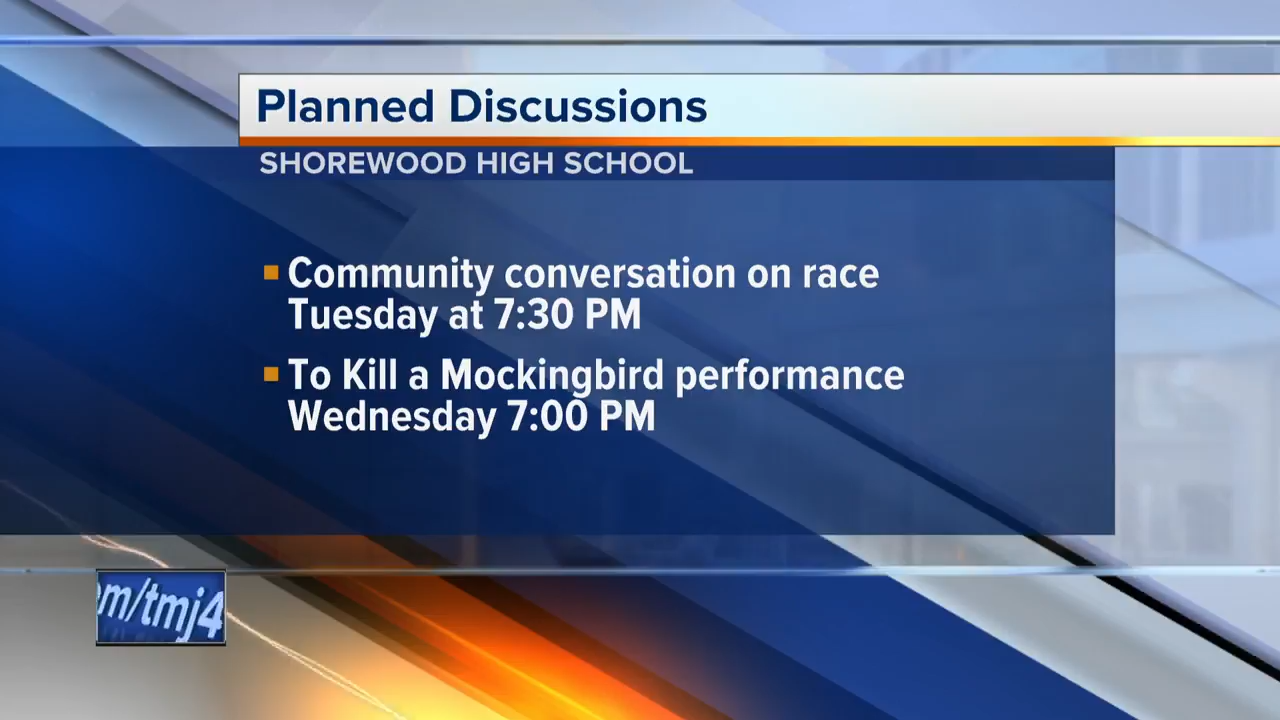 Planned Discussions
SHOREWOOD HIGH SCHOOL
Community conversation on race
Tuesday at 7:30 PM
To Kill a Mockingbird performance
Wednesday 7:00 PM
m/tmj4